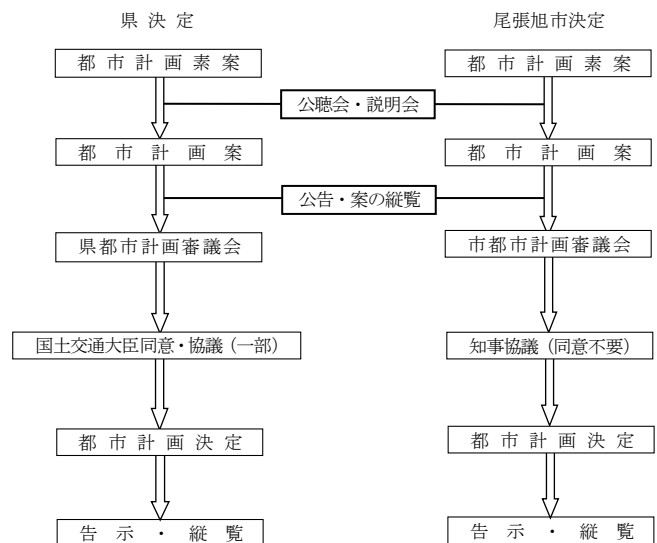 県決定
尾張旭市決定
都市計画素案
都市計画素案
公聴会・説明会
都市計画案
都市計画案
公告・案の縦覧
県都市計画審議会
市都市計画審議会
国土交通大臣同意・協議（一部）
知事協議（同意不要）
都市計画決定
都市計画決定
告示・縦覧
告示・縦覧